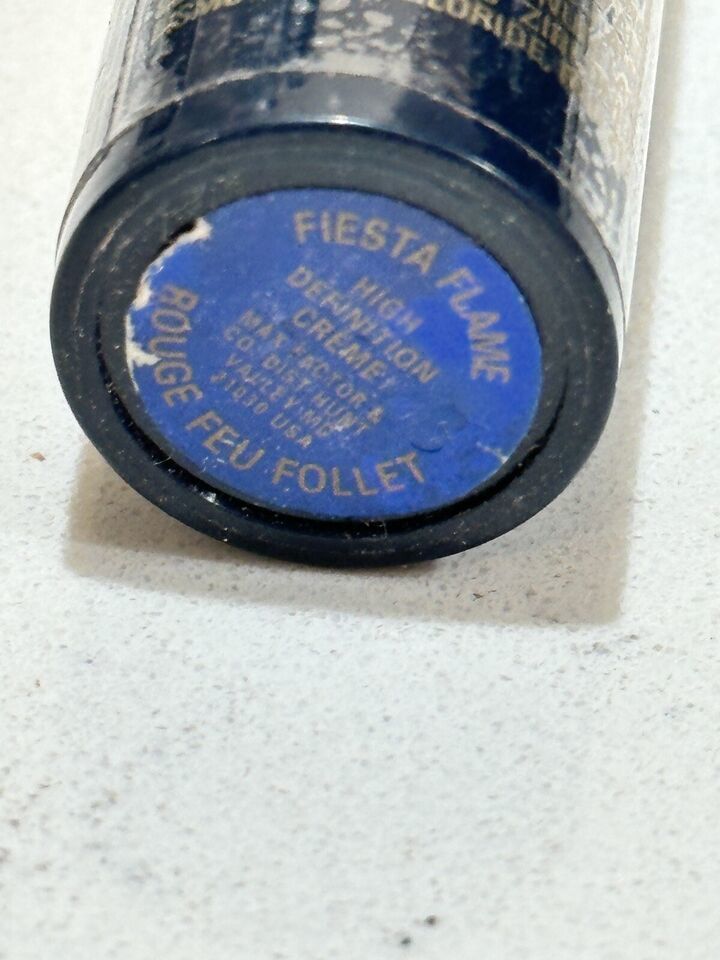 FIESTA FLAME
HIGH
DEFINITION
CREME
MAX FACTOR &
CO. DIST. HUNT
VALLEY, MD
21030 USA
ROUGE FEU FOLLET